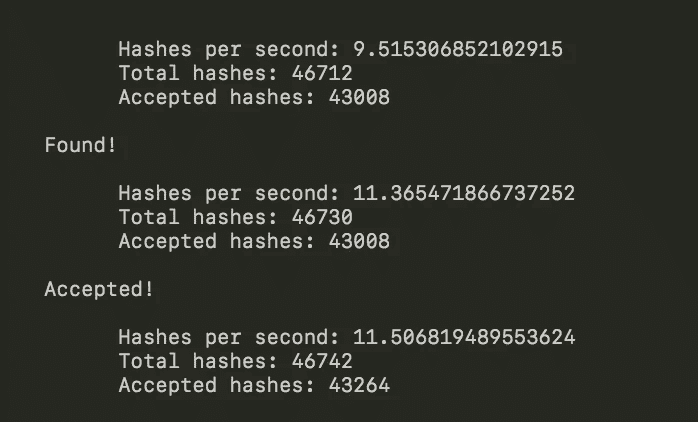 Hashes per second: 9.515306852102915
Total hashes: 46712
Accepted hashes: 43008
Found!
Hashes per second: 11.365471866737252
Total hashes: 46730
Accepted hashes: 43008
Accepted!
Hashes per second: 11.506819489553624
Total hashes: 46742
Accepted hashes: 43264